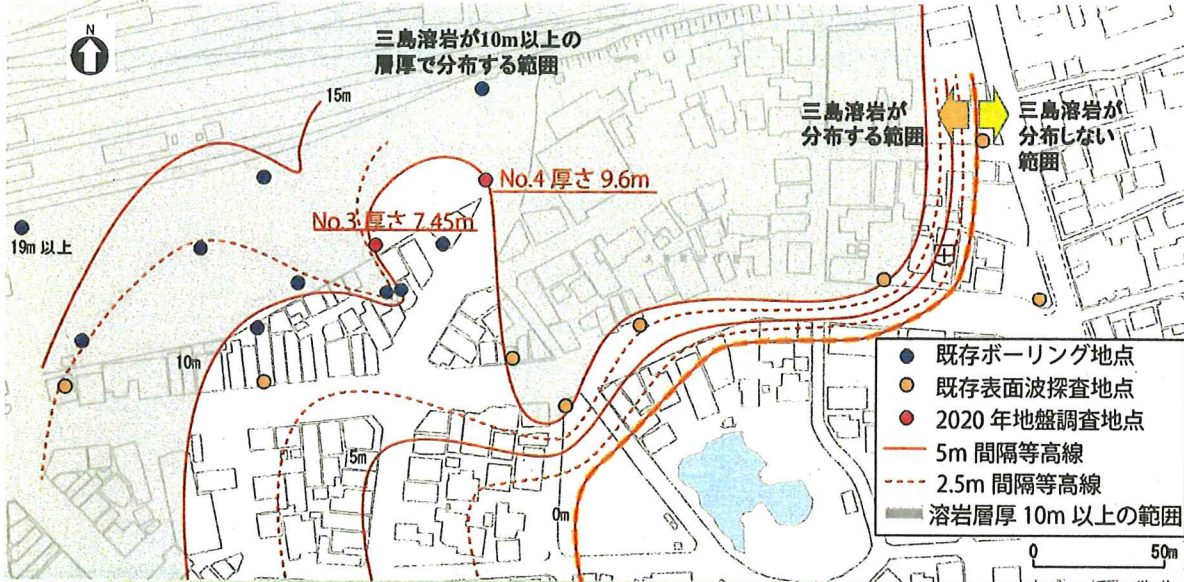 N
三島溶岩が10m以上の
層厚で分布する範囲
15m
三島溶岩が
分布する範囲
三島溶岩が
分布しない
範囲
No.4 厚さ 9.6m
No.3 厚さ 7.45m
19m 以上
10m
5m
0m
既存ボーリング地点
既存表面波探査地点
2020 年地盤調査地点
5m 間隔等高線
2.5m 間隔等高線
溶岩層厚 10m 以上の範囲
0
50m